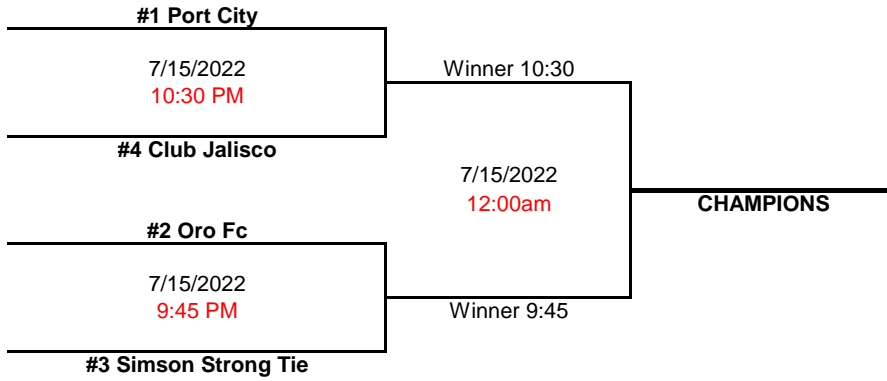 #1 Port City
7/15/2022
10:30 PM
Winner 10:30
#4 Club Jalisco
7/15/2022
12:00am
CHAMPIONS
#2 Oro Fc
7/15/2022
9:45 PM
Winner 9:45
#3 Simson Strong Tie